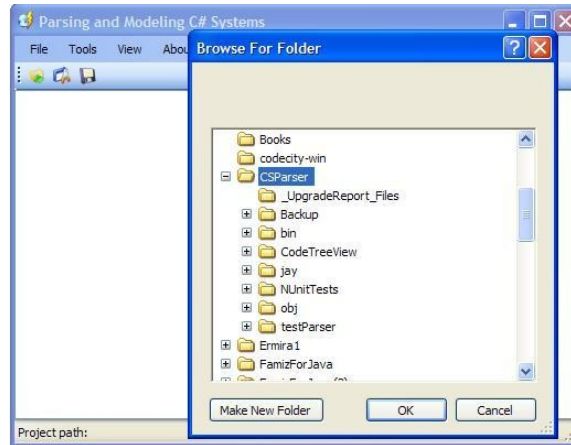 Parsing and Modeling C# Systems
File Tools View Abou
Browse For Folder
Books
codecity-win
CSParser
_UpgradeReport_Files
Backup
bin
CodeTreeView
jay
NUnitTests
obj
testParser
Ermira1
FamizForJava
Make New Folder
OK
Cancel
Project path: